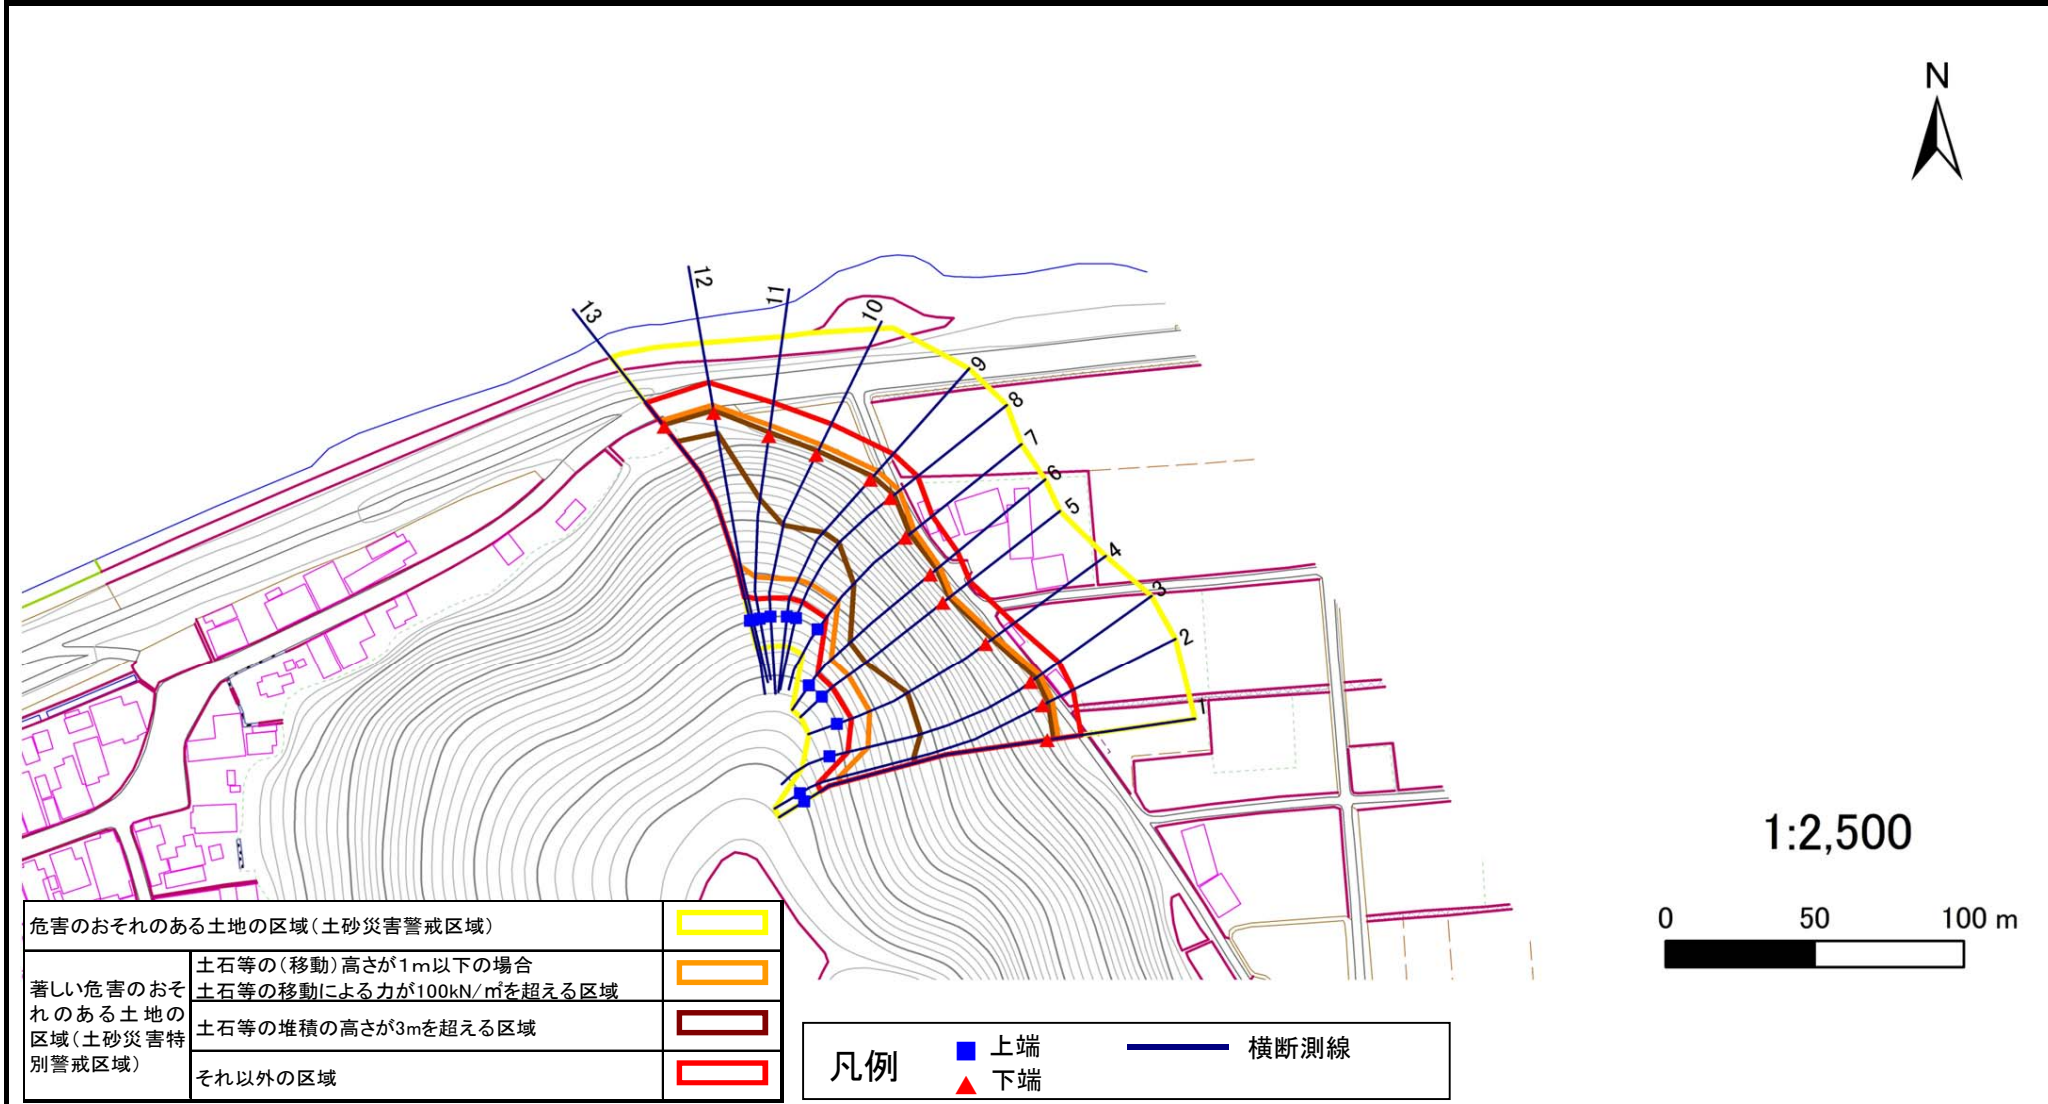 N
13
12
11
10
9
8
7
6
5
4
3
2
1
1:2,500
0 50 100 m
危害のおそれのある土地の区域(土砂災害警戒区域)
著しい危害のおそ
れのある土地の
区域(土砂災害特
別警戒区域)
土石等の(移動)高さが1m以下の場合
土石等の移動による力が100kN/㎡を超える区域
土石等の堆積の高さが3mを超える区域
それ以外の区域
凡例
上端
下端
横断測線